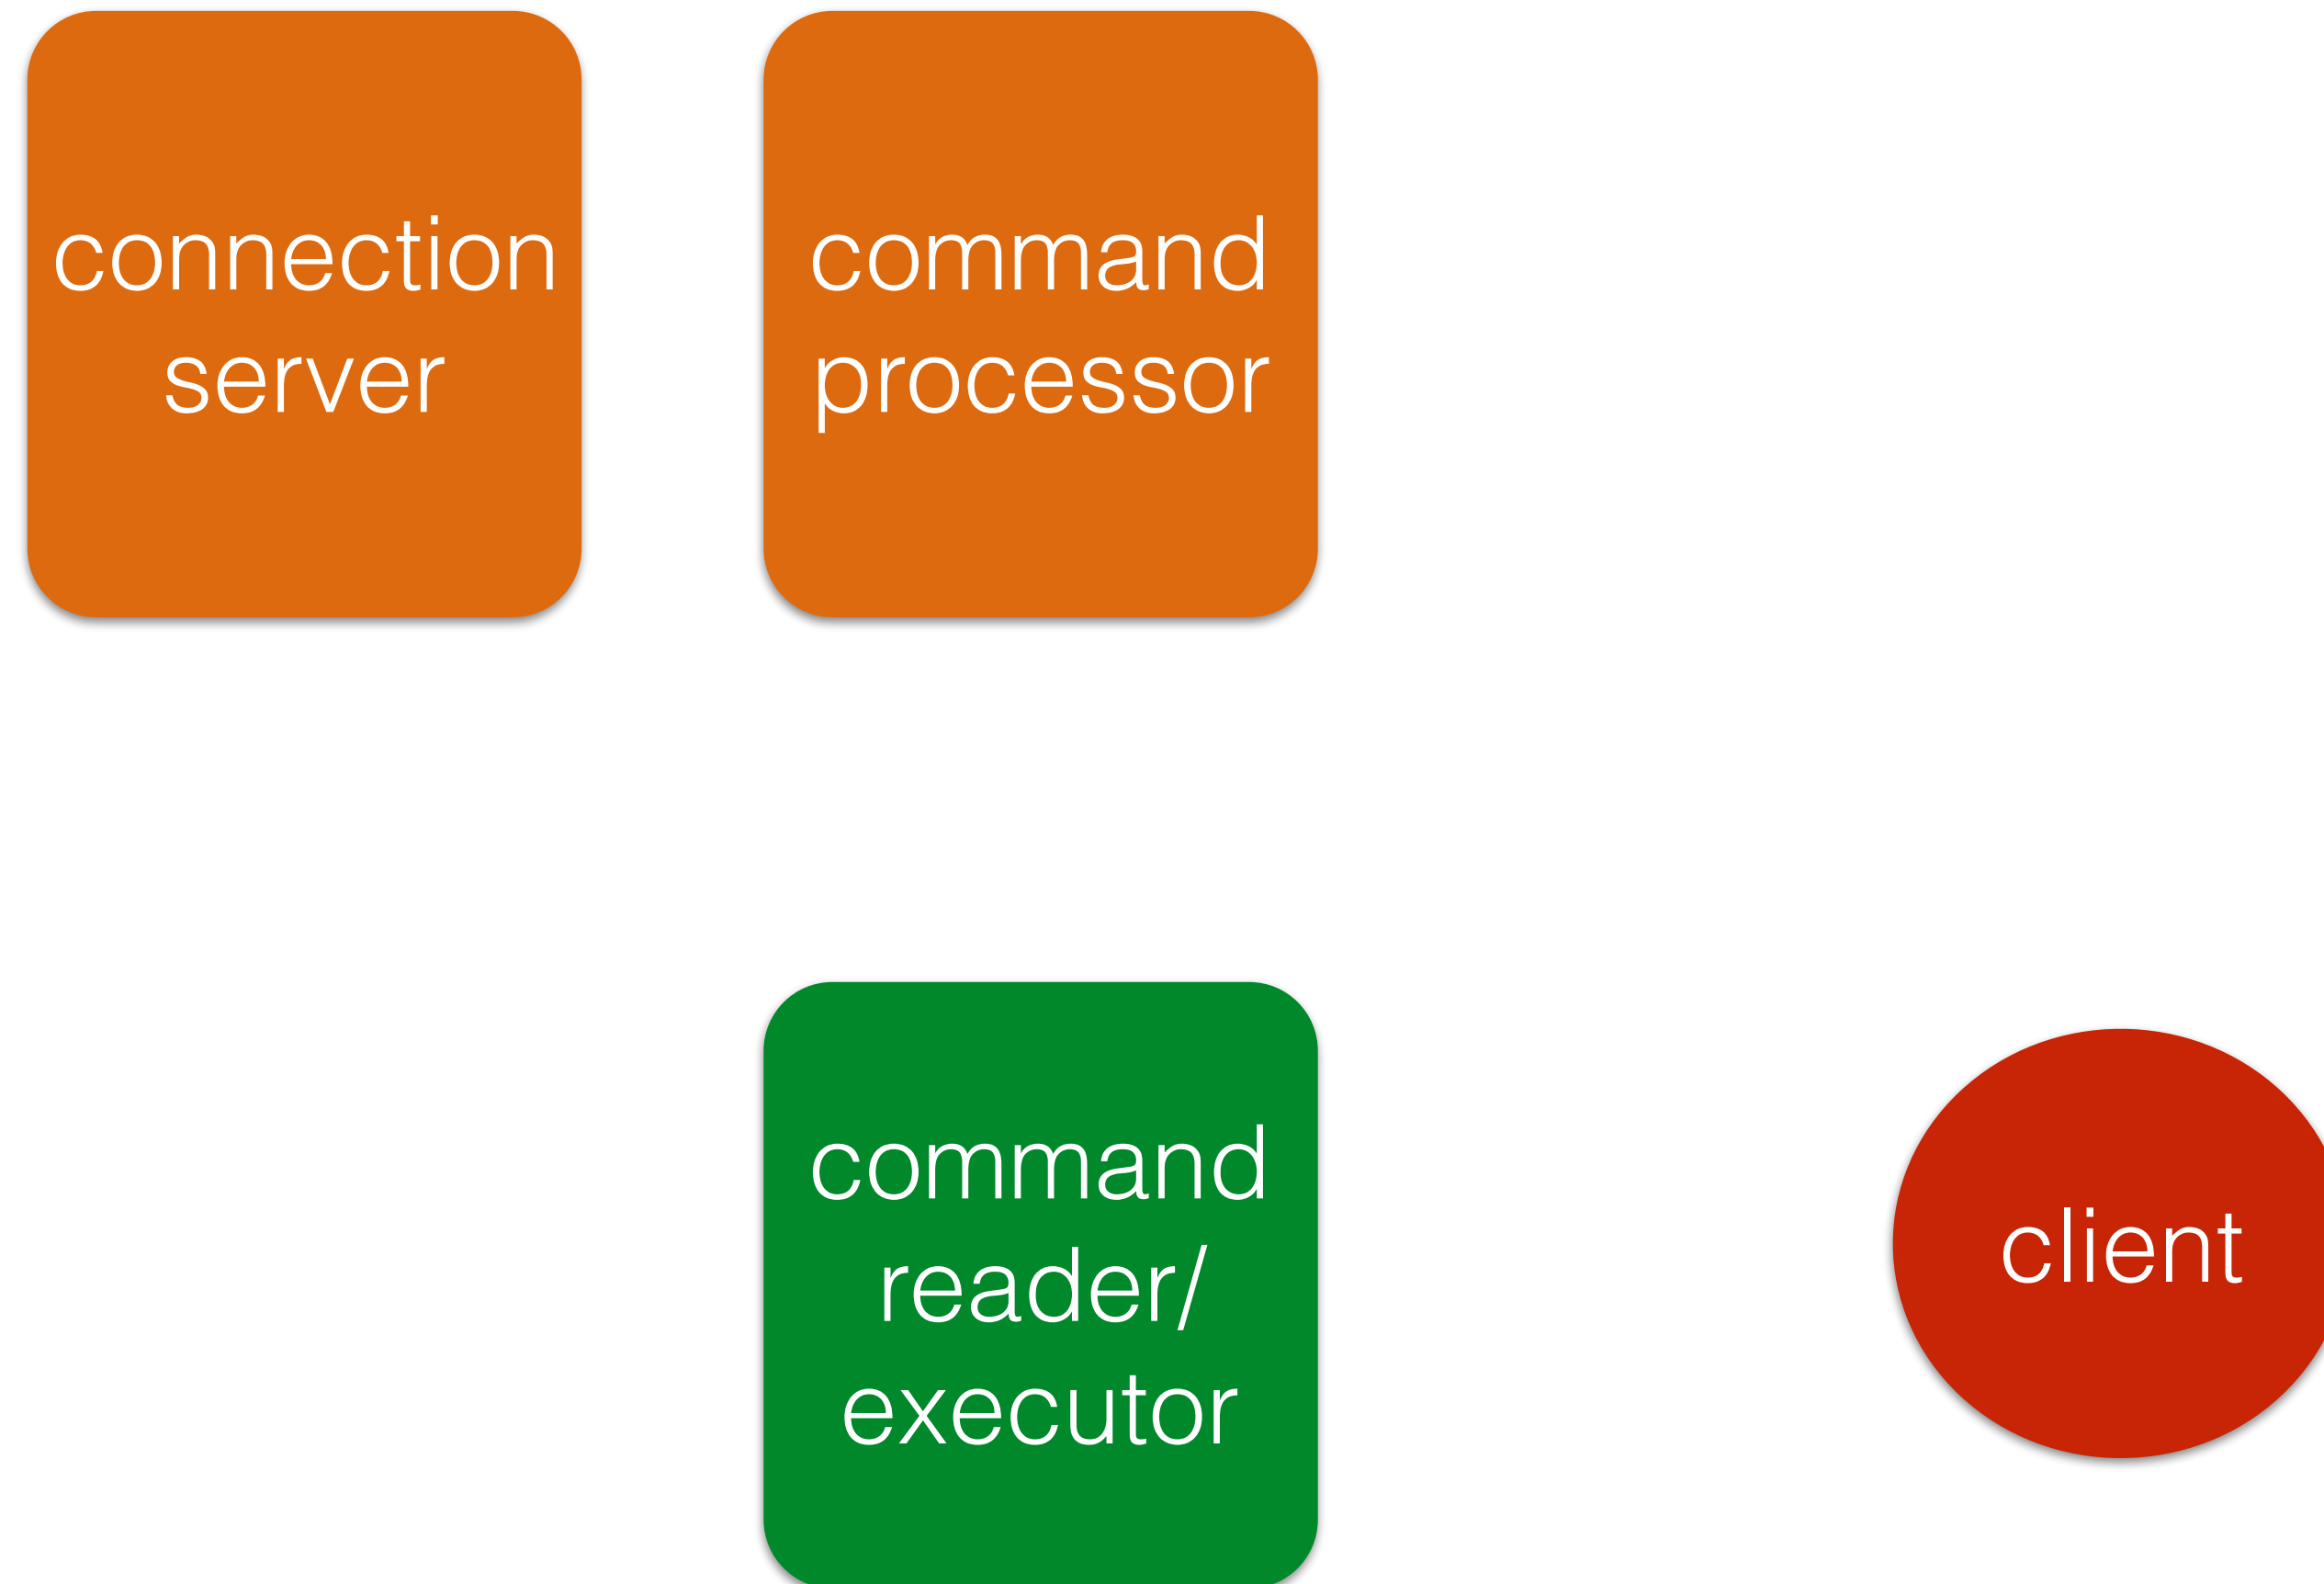 connection
server
command
processor
command
reader/
executor
client